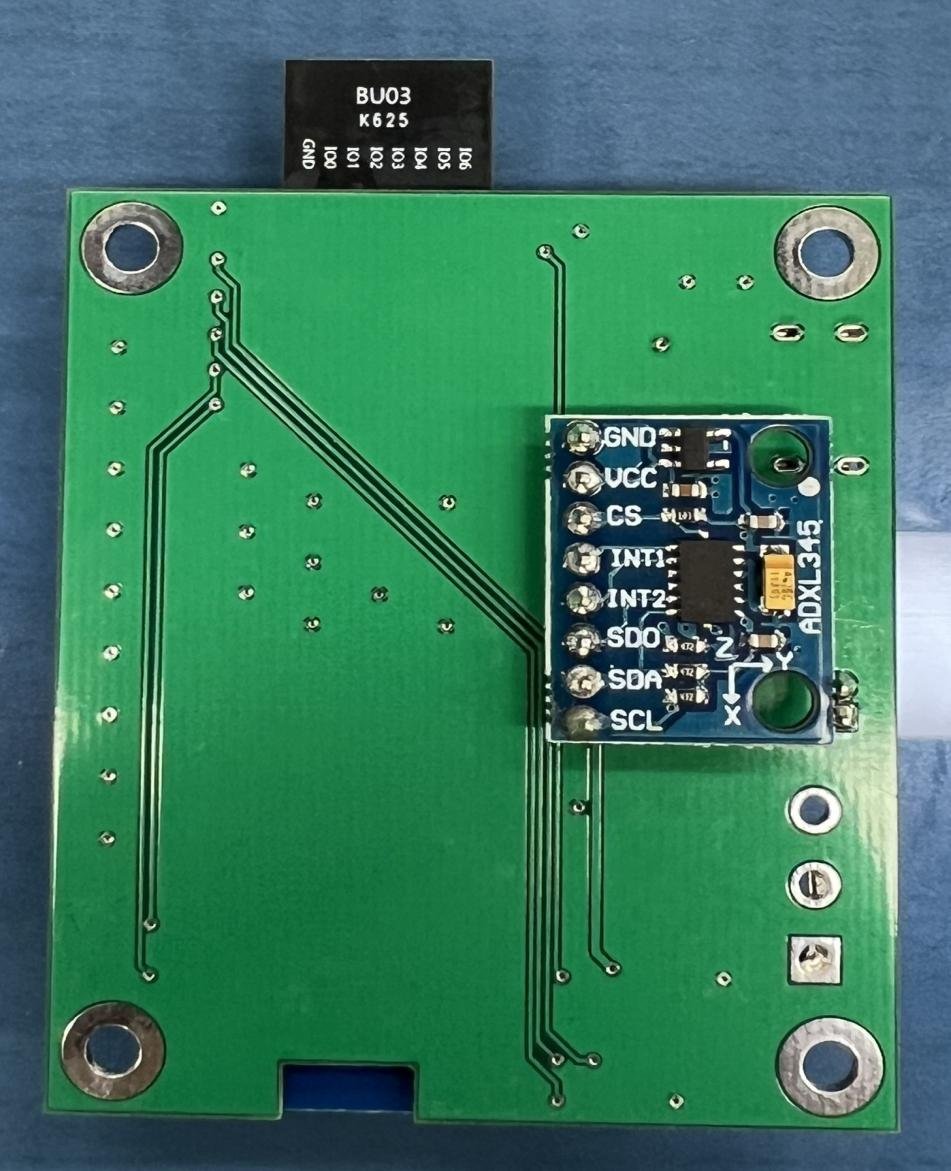 BU03
K625
GND IO0 IO1 IO2 IO3 IO4 IO5 IO6
GND
VCC
CS
INT1
INT2
SDO
SDA
SCL
ADXL345
Z
Y
X